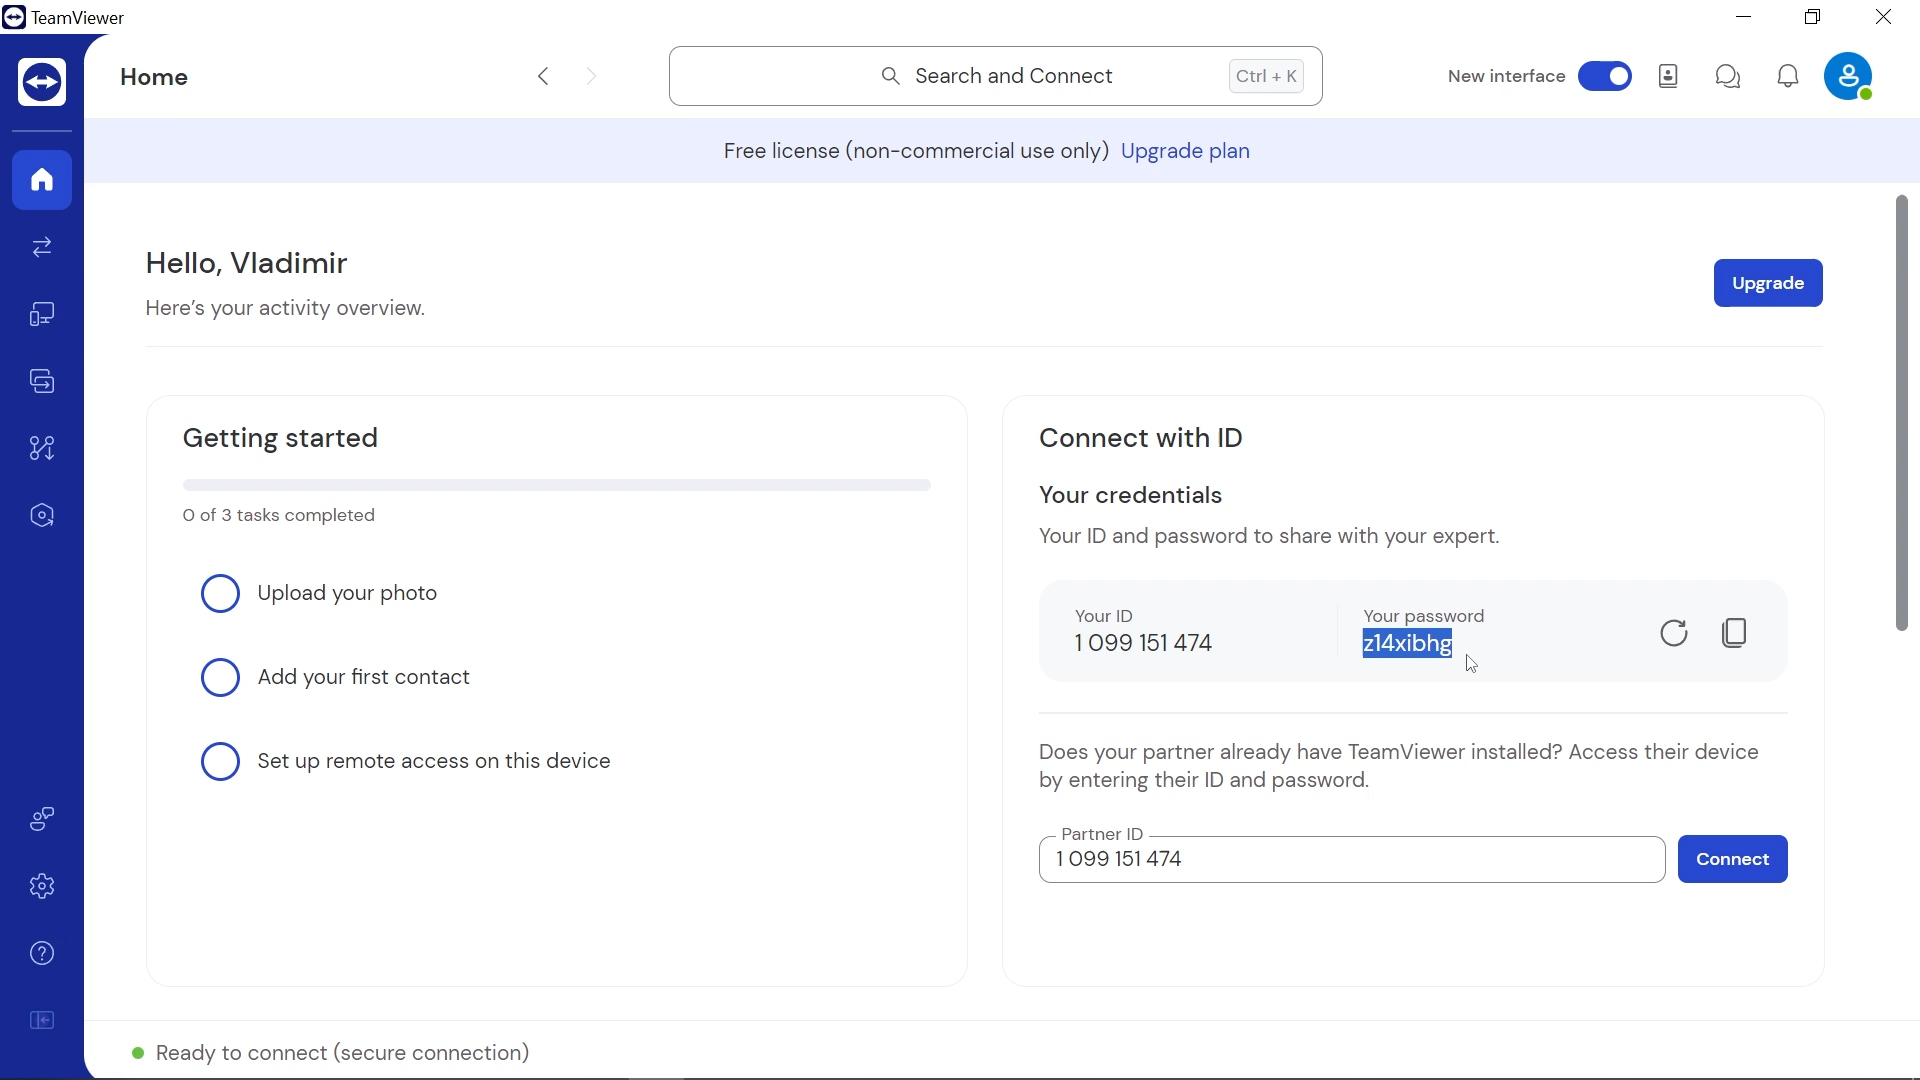 TeamViewer
Home
Search and Connect
Ctrl + K
New interface
Free license (non-commercial use only) Upgrade plan
Hello, Vladimir
Here's your activity overview.
Upgrade
Getting started
0 of 3 tasks completed
Upload your photo
Add your first contact
Set up remote access on this device
Connect with ID
Your credentials
Your ID and password to share with your expert.
Your ID
1 099 151 474
Your password
z14xibhg
Does your partner already have TeamViewer installed? Access their device
by entering their ID and password.
Partner ID
1 099 151 474
Connect
Ready to connect (secure connection)